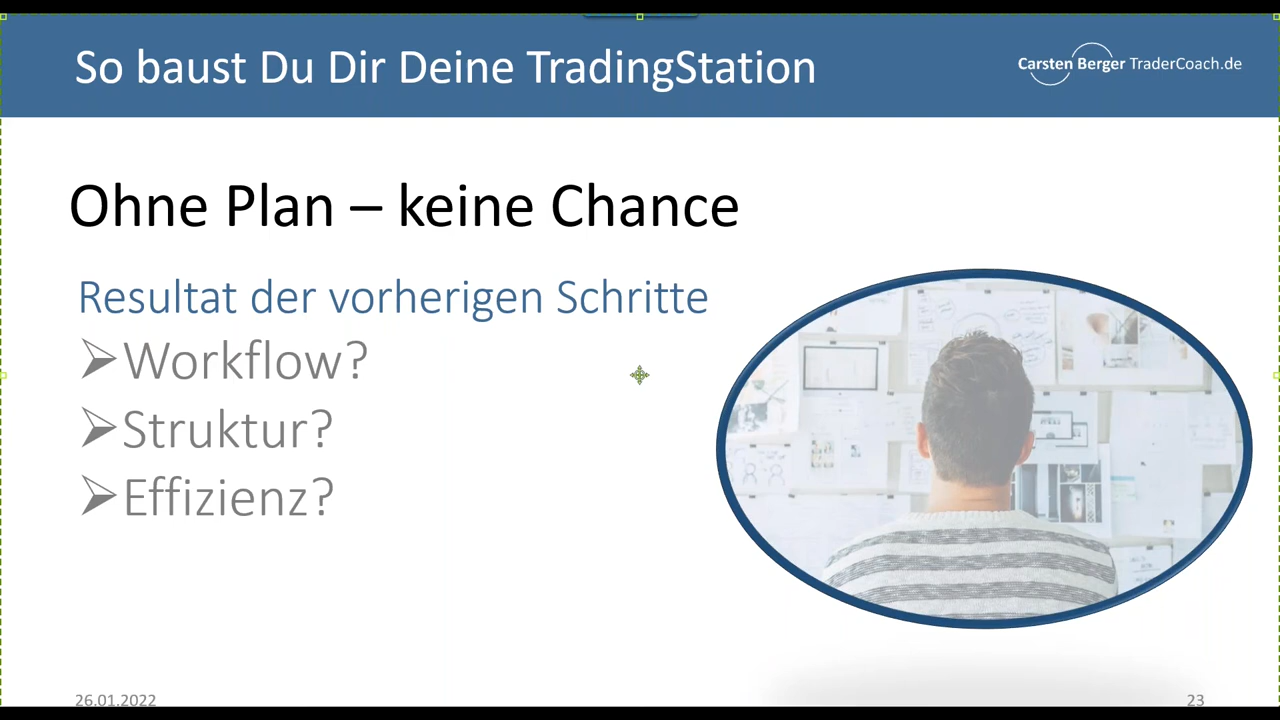 So baust Du Dir Deine TradingStation
Carsten Berger TraderCoach.de
Ohne Plan – keine Chance
Resultat der vorherigen Schritte
➢Workflow?
➢Struktur?
➢Effizienz?
26.01.2022
23